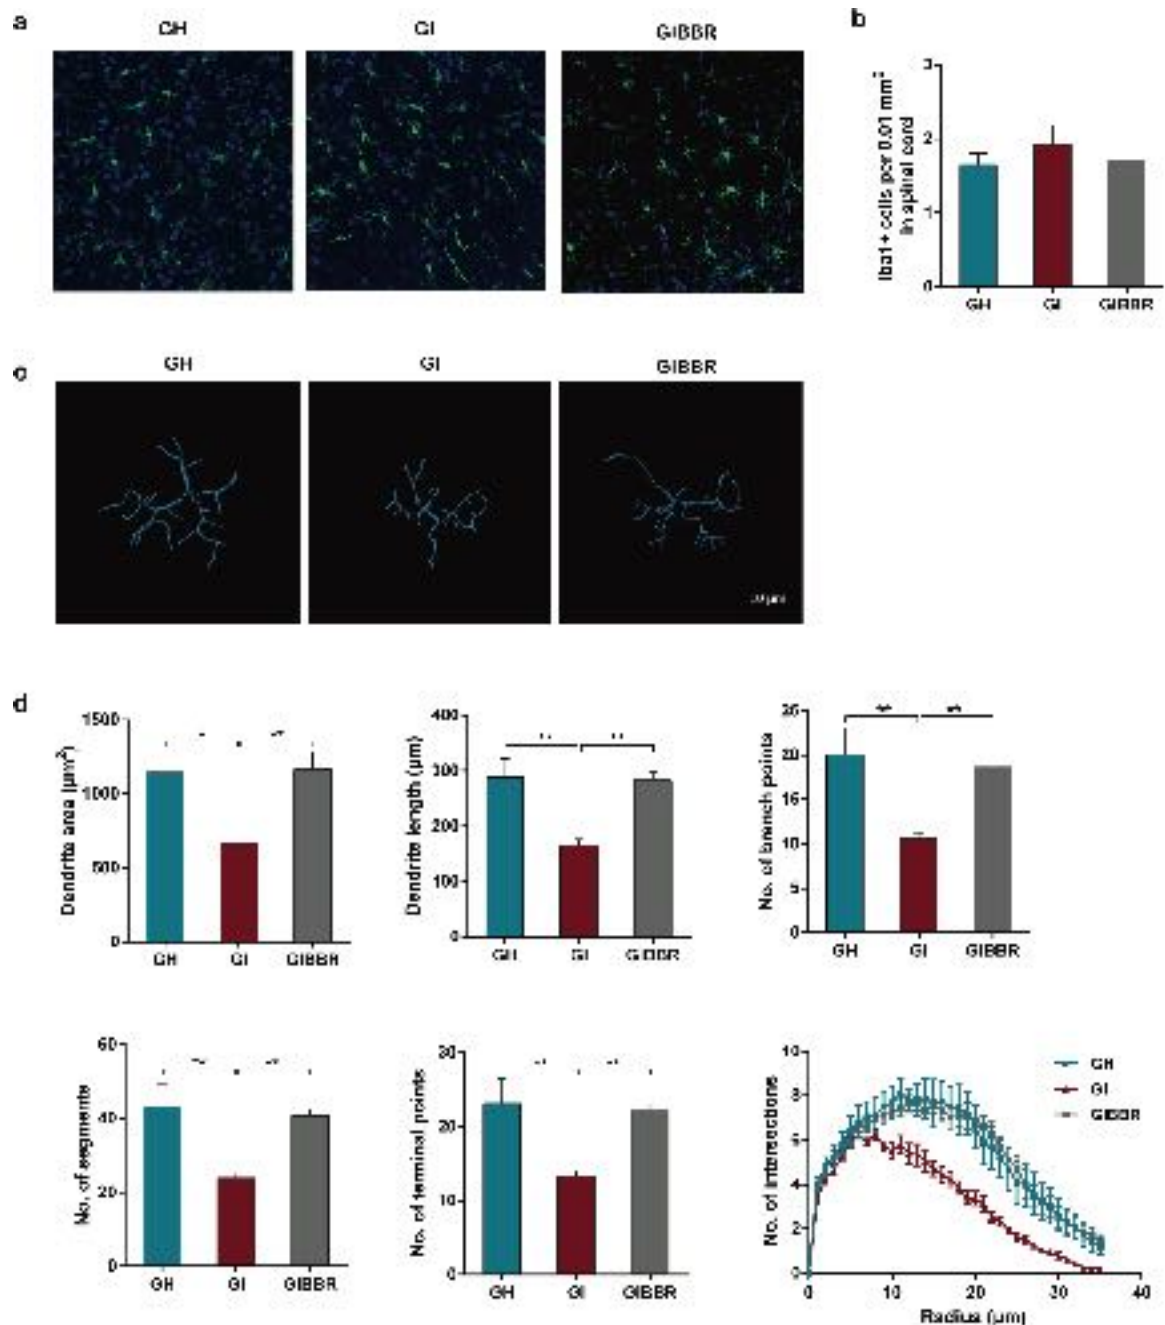 a
GH
GI
GIBBR
b
3
2
1
0
Iba1+ cells per 0.01 mm²
in spinal cord
GH
GI
GIBBR
c
GH
GI
GIBBR
d
1500
1000
500
0
Dendrite area (µm²)
GH
GI
GIBBR
400
300
200
100
0
Dendrite length (µm)
**
**
GH
GI
GIBBR
25
20
15
10
5
0
No. of branch points
**
**
GH
GI
GIBBR
60
40
20
0
No. of segments
GH
GI
GIBBR
30
20
10
0
No. of terminal points
GH
GI
GIBBR
10
8
6
4
2
0
No. of intersections
GH
GI
GIBBR
0
10
20
30
40
Radius (µm)